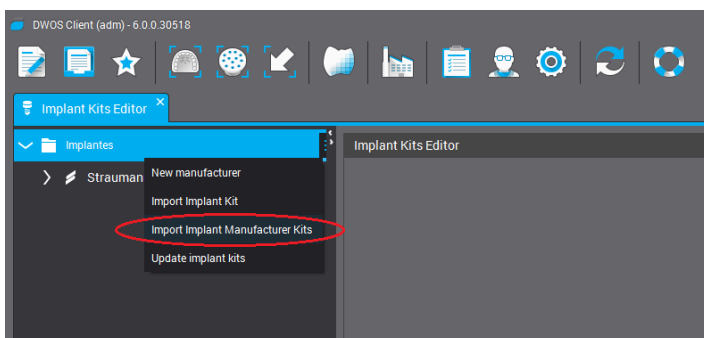 DWOS Client (adm) - 6.0.0.30518
Implant Kits Editor
Implantes
Implant Kits Editor
Strauman
New manufacturer
Import Implant Kit
Import Implant Manufacturer Kits
Update implant kits